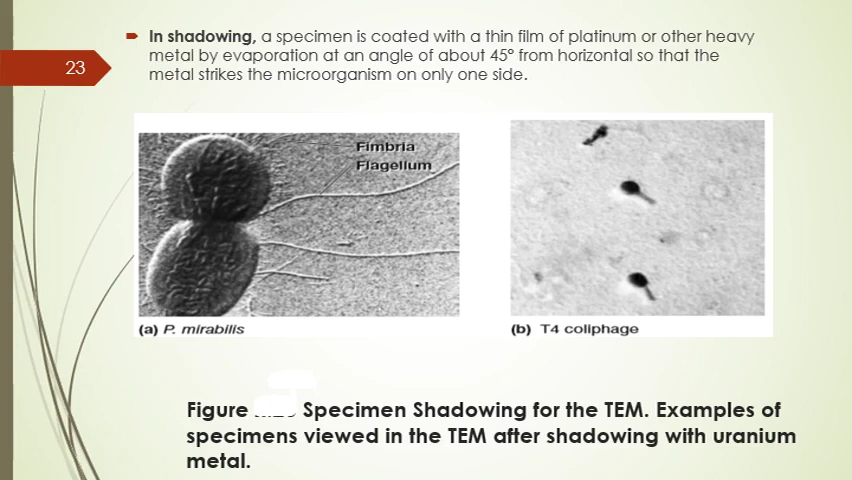 In shadowing, a specimen is coated with a thin film of platinum or other heavy
metal by evaporation at an angle of about 45° from horizontal so that the
metal strikes the microorganism on only one side.
23
Fimbria
Flagellum
(a) P. mirabilis
(b) T4 coliphage
Figure Specimen Shadowing for the TEM. Examples of
specimens viewed in the TEM after shadowing with uranium
metal.